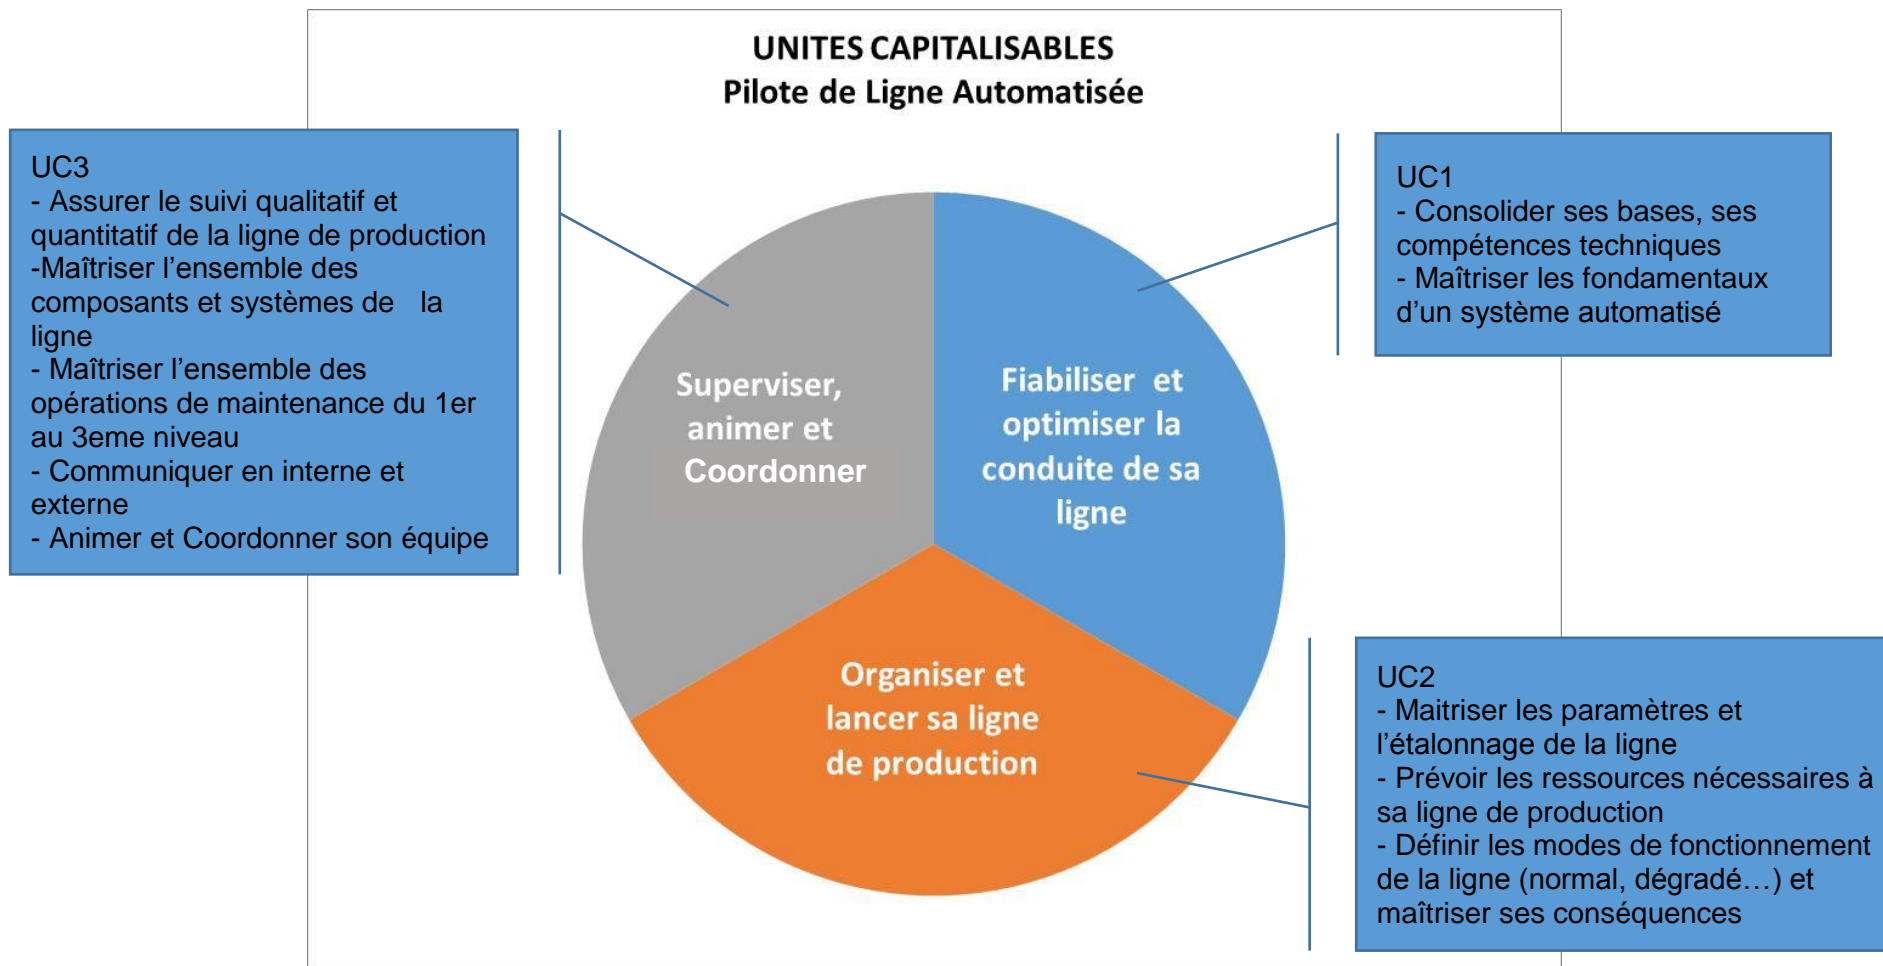 UNITES CAPITALISABLES
Pilote de Ligne Automatisée
UC3
- Assurer le suivi qualitatif et
quantitatif de la ligne de production
-Maîtriser l’ensemble des
composants et systèmes de la
ligne
- Maîtriser l’ensemble des
opérations de maintenance du 1er
au 3eme niveau
- Communiquer en interne et
externe
- Animer et Coordonner son équipe
UC1
- Consolider ses bases, ses
compétences techniques
- Maîtriser les fondamentaux
d’un système automatisé
Superviser,
animer et
Coordonner
Fiabiliser et
optimiser la
conduite de sa
ligne
Organiser et
lancer sa ligne
de production
UC2
- Maitriser les paramètres et
l’étalonnage de la ligne
- Prévoir les ressources nécessaires à
sa ligne de production
- Définir les modes de fonctionnement
de la ligne (normal, dégradé…) et
maîtriser ses conséquences